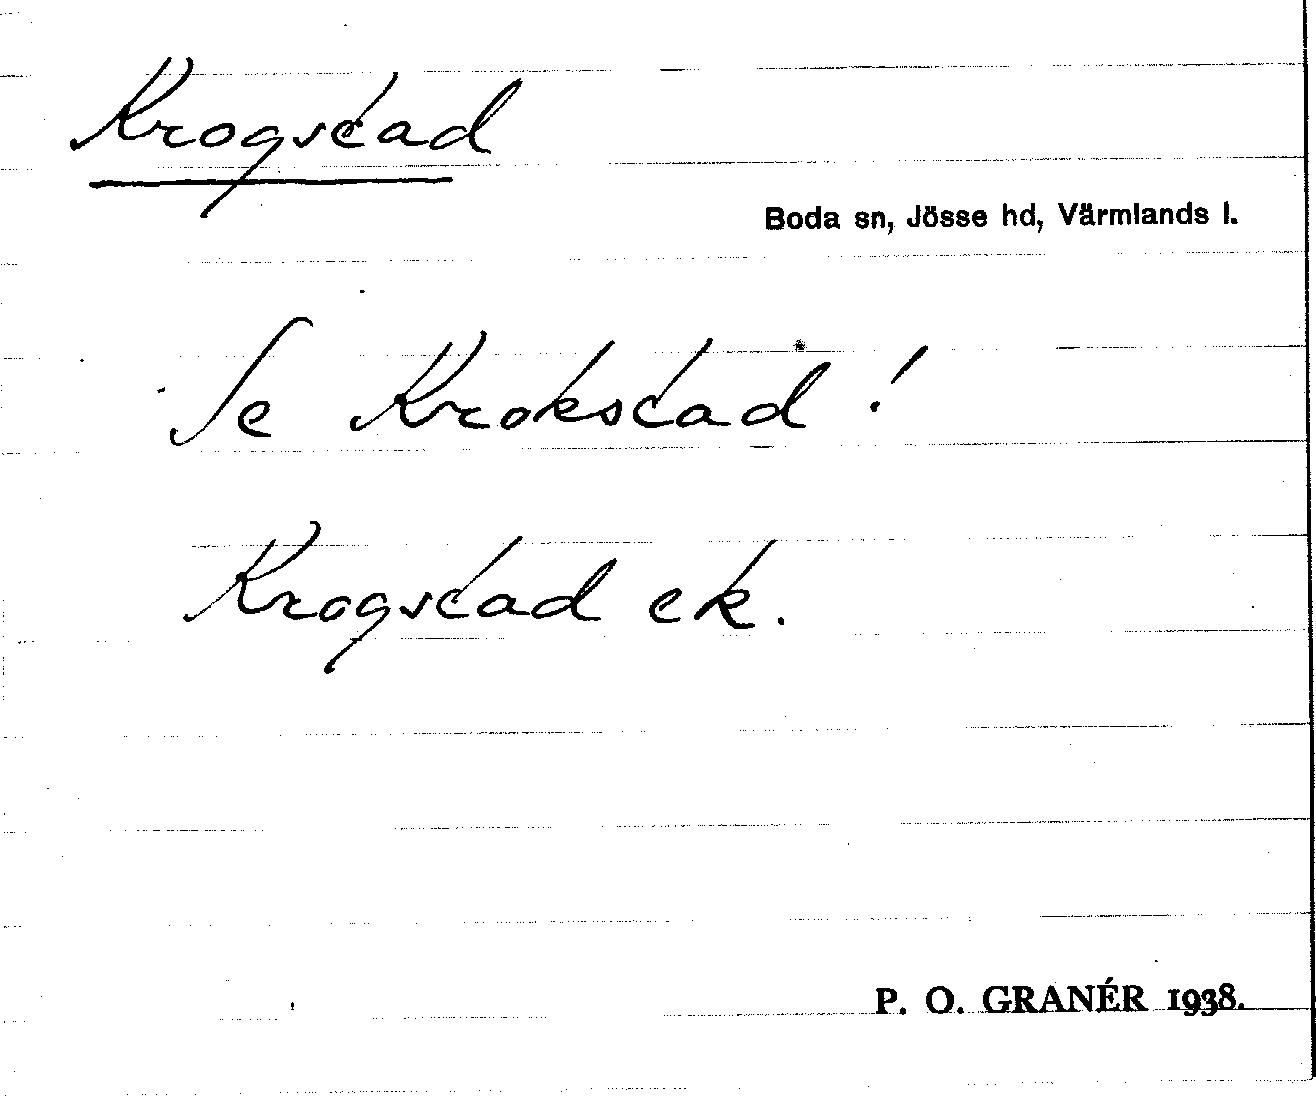 Krogstad
Boda sn, Jösse hd, Värmlands l.
Se Krokstad!
Krogstad ek.
P. O. GRANÉR 1938.